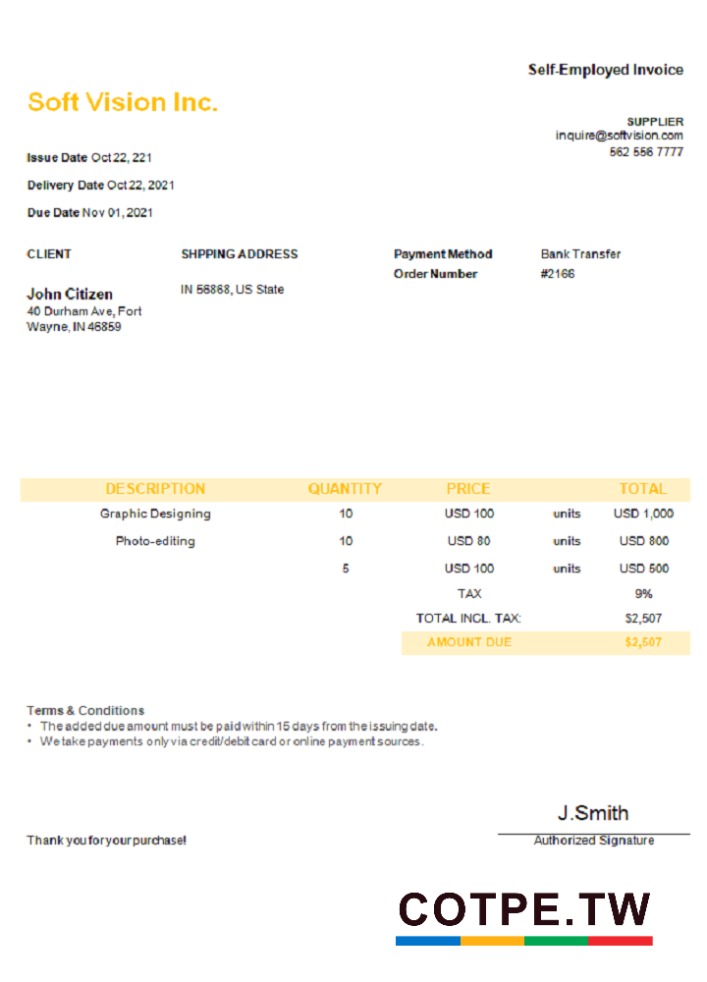 Self-Employed Invoice
Soft Vision Inc.
SUPPLIER
inquire@softvision.com
562 556 7777
Issue Date Oct 22, 221
Delivery Date Oct 22, 2021
Due Date Nov 01, 2021
CLIENT SHPPING ADDRESS Payment Method Bank Transfer
Order Number #2166
John Citizen IN 56868, US State
40 Durham Ave, Fort
Wayne, IN 46859
DESCRIPTION QUANTITY PRICE TOTAL
Graphic Designing 10 USD 100 units USD 1,000
Photo-editing 10 USD 80 units USD 800
5 USD 100 units USD 500
TAX 9%
TOTAL INCL. TAX: $2,507
AMOUNT DUE $2,507
Terms & Conditions
• The added due amount must be paid within 15 days from the issuing date.
• We take payments only via credit/debit card or online payment sources.
J.Smith
Thank you for your purchase! Authorized Signature
COTPE.TW